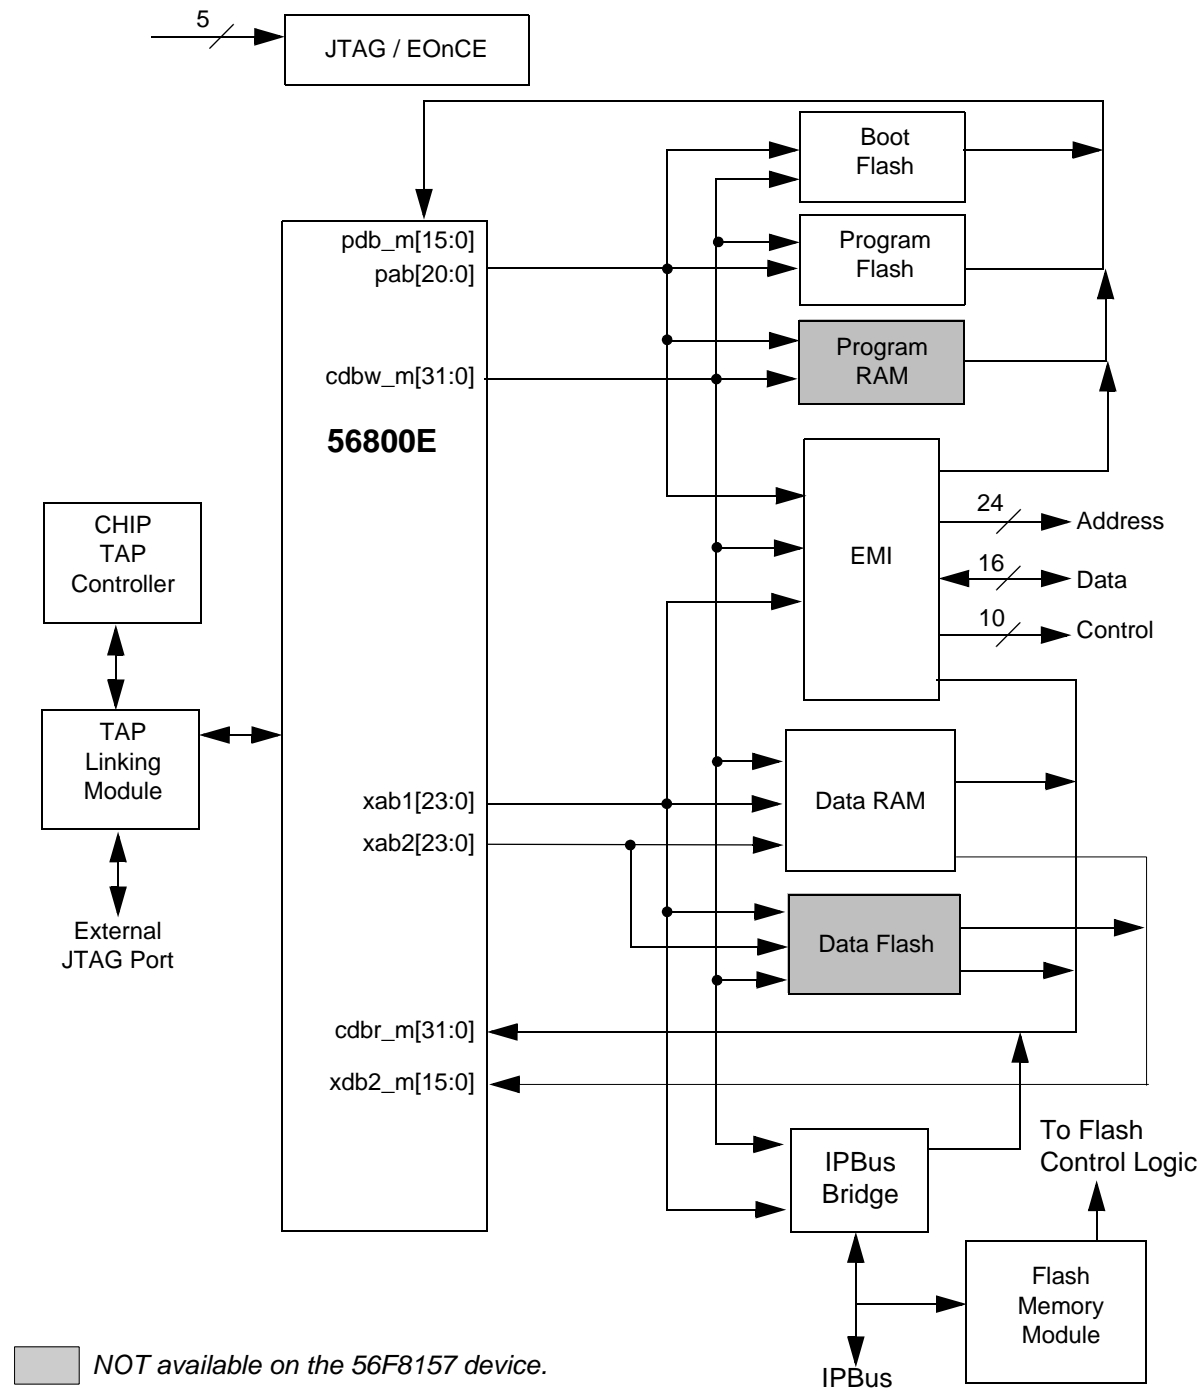 5
JTAG / EOnCE
Boot
Flash
pdb_m[15:0]
pab[20:0]
Program
Flash
Program
RAM
cdbw_m[31:0]
56800E
CHIP
TAP
Controller
EMI
24
Address
16
Data
10
Control
TAP
Linking
Module
xab1[23:0]
xab2[23:0]
Data RAM
External
JTAG Port
Data Flash
cdbr_m[31:0]
xdb2_m[15:0]
To Flash
Control Logic
IPBus
Bridge
Flash
Memory
Module
NOT available on the 56F8157 device.
IPBus